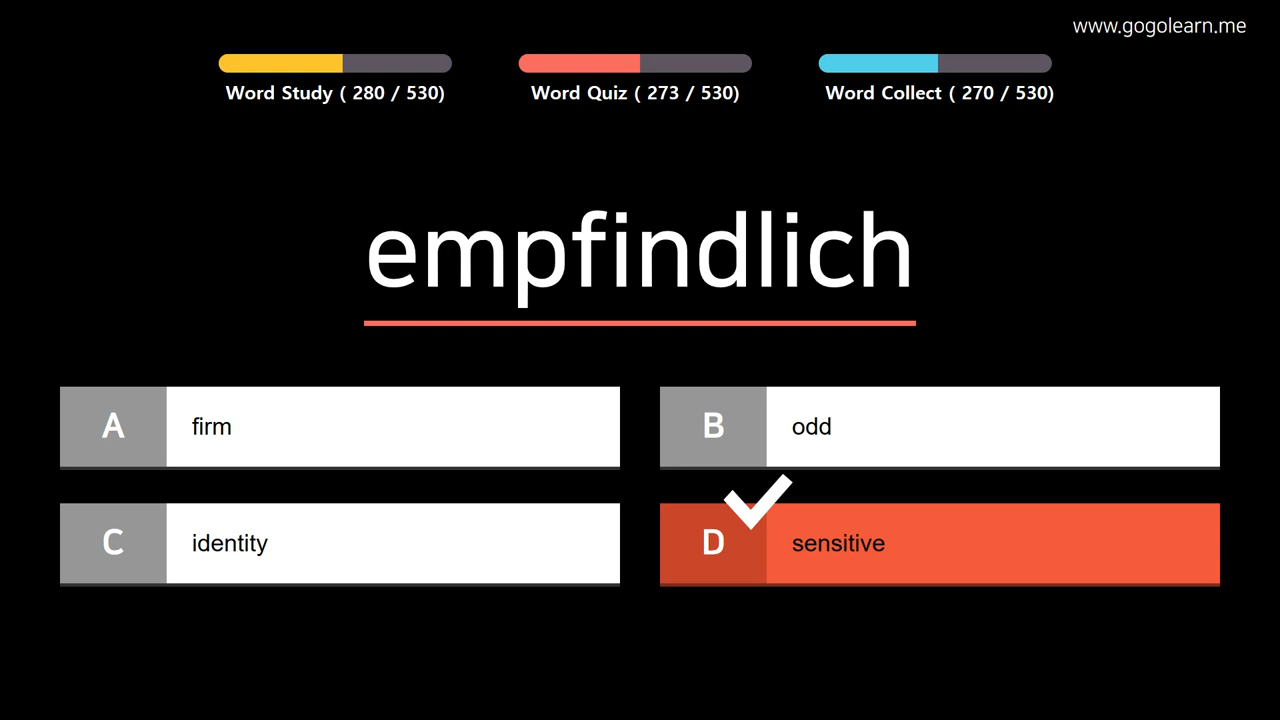 www.gogolearn.me
Word Study ( 280 / 530)
Word Quiz ( 273 / 530)
Word Collect ( 270 / 530)
empfindlich
A firm
B odd
C identity
D sensitive